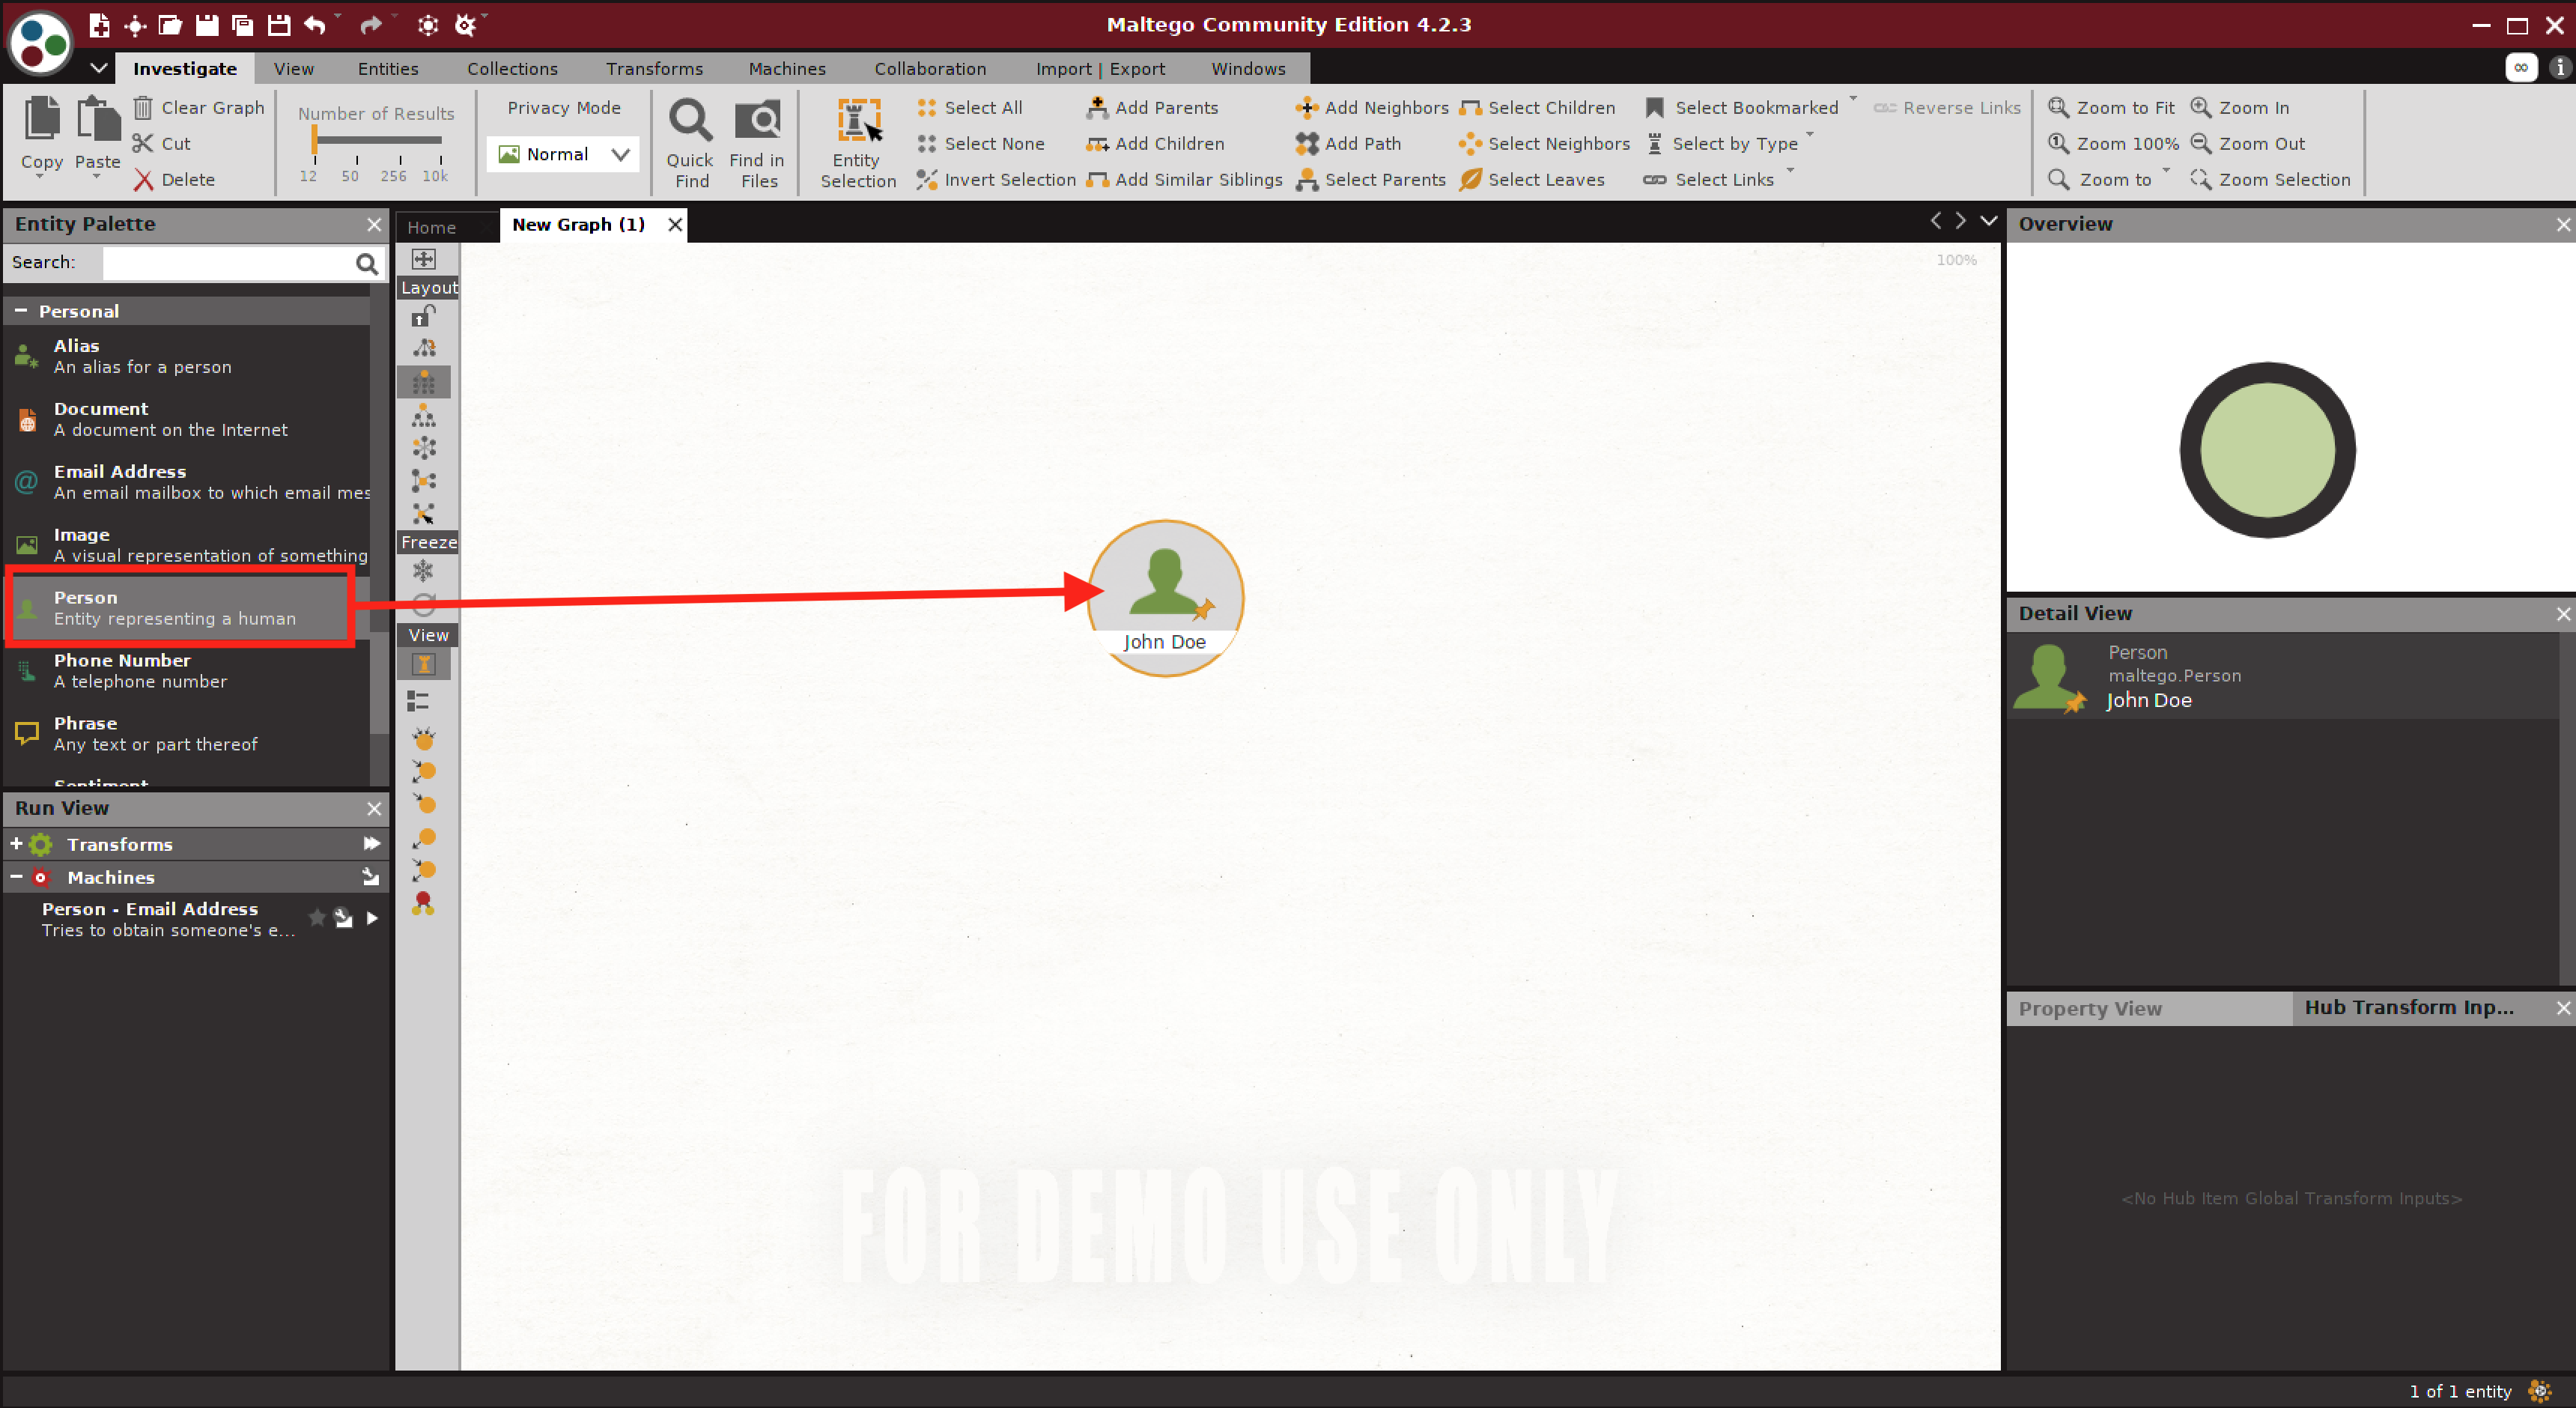 Maltego Community Edition 4.2.3
Investigate View Entities Collections Transforms Machines Collaboration Import | Export Windows
Copy Paste Clear Graph Cut Delete
Number of Results
12 50 256 10k
Privacy Mode
Normal
Quick Find
Find in Files
Entity Selection
Select All
Select None
Invert Selection
Add Parents
Add Children
Add Similar Siblings
Add Neighbors
Add Path
Select Parents
Select Children
Select Neighbors
Select Leaves
Select Bookmarked
Select by Type
Select Links
Reverse Links
Zoom to Fit
Zoom 100%
Zoom to
Zoom In
Zoom Out
Zoom Selection
Entity Palette
Search:
Personal
Alias
An alias for a person
Document
A document on the Internet
Email Address
An email mailbox to which email mes
Image
A visual representation of something
Person
Entity representing a human
Phone Number
A telephone number
Phrase
Any text or part thereof
Sentiment
Run View
Transforms
Machines
Person - Email Address
Tries to obtain someone's e...
Home New Graph (1)
Layout
Freeze
View
100%
John Doe
FOR DEMO USE ONLY
Overview
Detail View
Person
maltego.Person
John Doe
Property View Hub Transform Inp...
<No Hub Item Global Transform Inputs>
1 of 1 entity